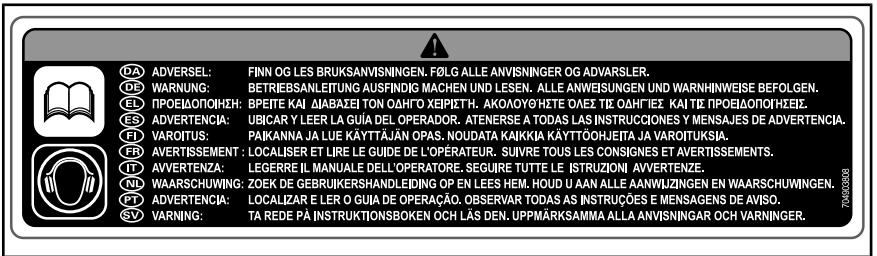 DA ADVERSEL: FINN OG LES BRUKSANVISNINGEN. FØLG ALLE ANVISNINGER OG ADVARSLER.
DE WARNUNG: BETRIEBSANLEITUNG AUSFINDIG MACHEN UND LESEN. ALLE ANWEISUNGEN UND WARNHINWEISE BEFOLGEN.
EL ΠΡΟΕΙΔΟΠΟΙΗΣΗ: ΒΡΕΙΤΕ ΚΑΙ ΔΙΑΒΑΣΕΙ ΤΟΝ ΟΔΗΓΌ ΧΕΙΡΙΣΤΉ. ΑΚΟΛΟΥΘΉΣΤΕ ΌΛΕΣ ΤΙΣ ΟΔΗΓΊΕΣ ΚΑΙ ΤΙΣ ΠΡΟΕΙΔΟΠΟΙΉΣΕΙΣ.
ES ADVERTENCIA: UBICAR Y LEER LA GUÍA DEL OPERADOR. ATENERSE A TODAS LAS INSTRUCCIONES Y MENSAJES DE ADVERTENCIA.
FI VAROITUS: PAIKANNA JA LUE KÄYTTÄJÄN OPAS. NOUDATA KAIKKIA KÄYTTÖOHJEITA JA VAROITUKSIA.
FR AVERTISSEMENT : LOCALISER ET LIRE LE GUIDE DE L'OPÉRATEUR. SUIVRE TOUS LES CONSIGNES ET AVERTISSEMENTS.
IT AVVERTENZA: LEGERRE IL MANUALE DELL'OPERATORE. SEGUIRE TUTTE LE ISTRUZIONI AVVERTENZE.
NL WAARSCHUWING: ZOEK DE GEBRUIKERSHANDLEIDING OP EN LEES HEM. HOUD U AAN ALLE AANWIJZINGEN EN WAARSCHUWINGEN.
PT ADVERTENCIA: LOCALIZAR E LER O GUIA DE OPERAÇÃO. OBSERVAR TODAS AS INSTRUÇÕES E MENSAGENS DE AVISO.
SV VARNING: TA REDE PÅ INSTRUKTIONSBOKEN OCH LÄS DEN. UPPMÄRKSAMMA ALLA ANVISNINGAR OCH VARNINGER.
704903808